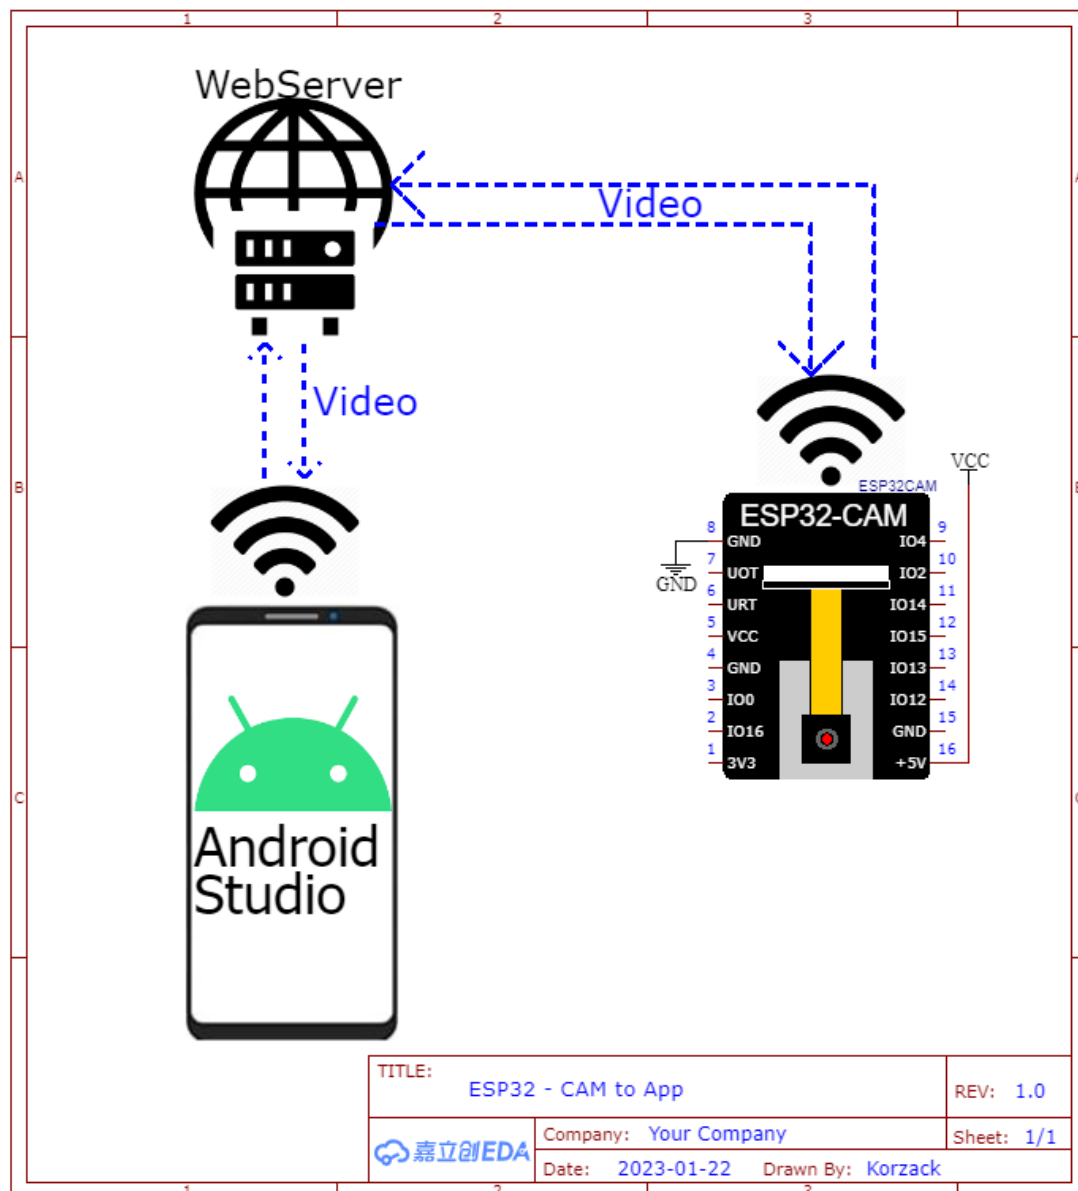 1 2 3
WebServer
A A
Video
Video
B
VCC
ESP32CAM
ESP32-CAM
8 GND IO4 9
GND
7 UOT IO2 10
6 URT IO14 11
5 VCC IO15 12
4 GND IO13 13
3 IO0 IO12 14
2 IO16 GND 15
1 3V3 +5V 16
C
Android
Studio
TITLE:
ESP32 - CAM to App
REV: 1.0
嘉立创EDA
Company: Your Company
Sheet: 1/1
Date: 2023-01-22 Drawn By: Korzack
1 2 3